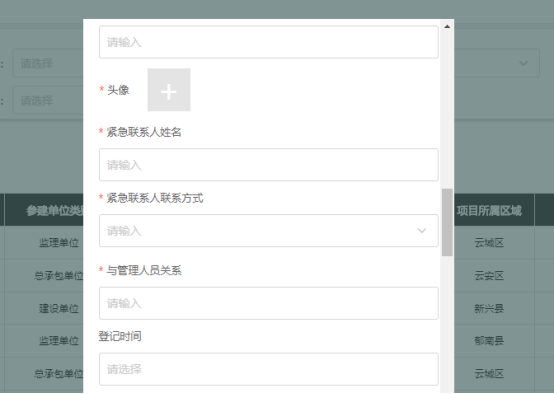 请输入
: 请选择
* 头像
: 请选择
* 紧急联系人姓名
请输入
* 紧急联系人联系方式
参建单位类 项目所属区域
请输入
监理单位 云城区
* 与管理人员关系
总承包单位 云安区
请输入
建设单位 新兴县
登记时间
监理单位 郁南县
请选择
总承包单位 云城区